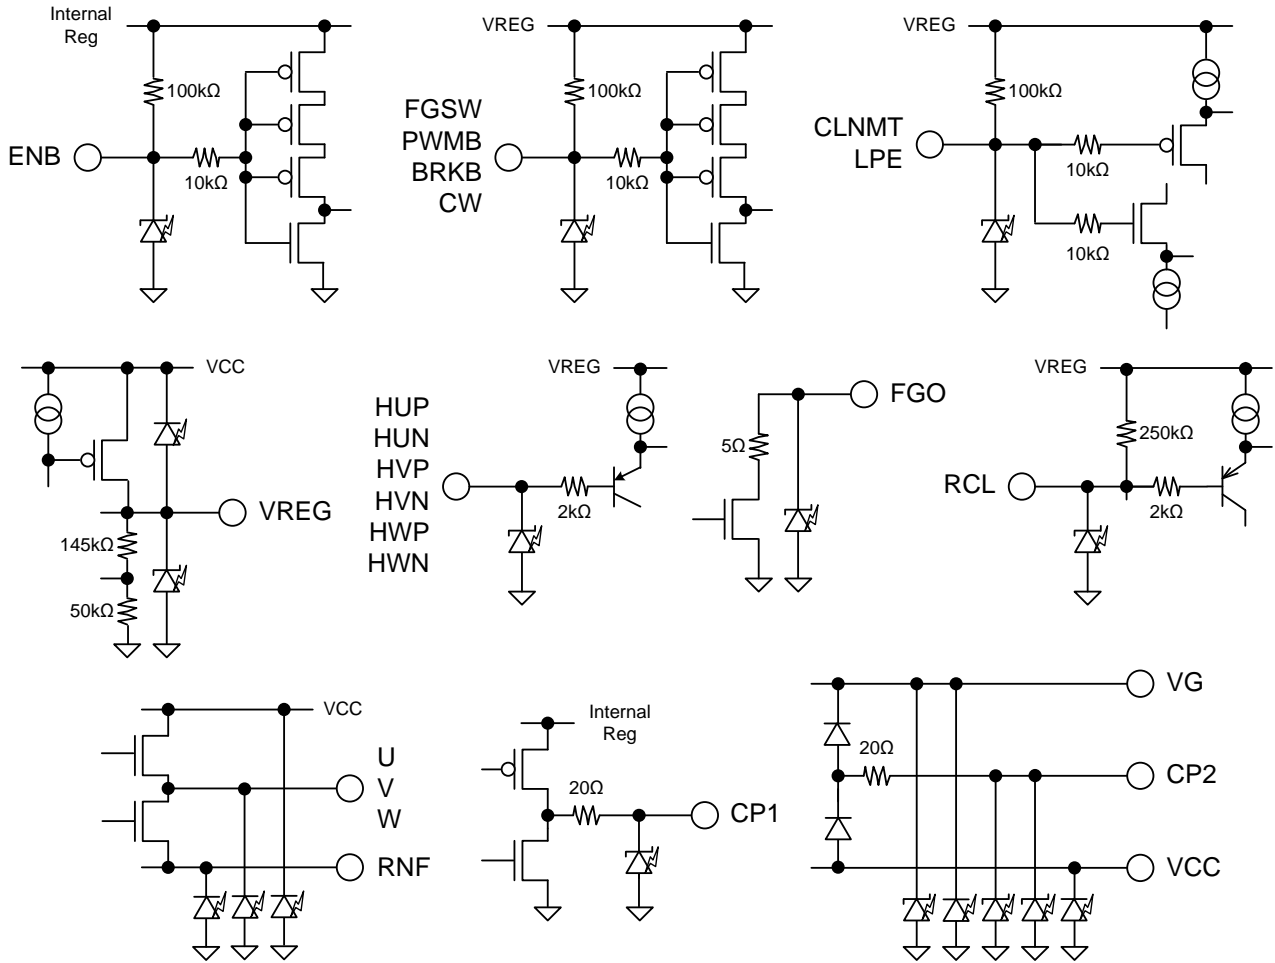 Internal
Reg
100kΩ
ENB
10kΩ
VREG
100kΩ
FGSW
PWMB
BRKB
CW
10kΩ
VREG
100kΩ
CLNMT
LPE
10kΩ
10kΩ
VCC
VREG
145kΩ
50kΩ
VREG
HUP
HUN
HVP
HVN
HWP
HWN
2kΩ
FGO
5Ω
VREG
250kΩ
RCL
2kΩ
VCC
U
V
W
RNF
Internal
Reg
20Ω
CP1
VG
20Ω
CP2
VCC